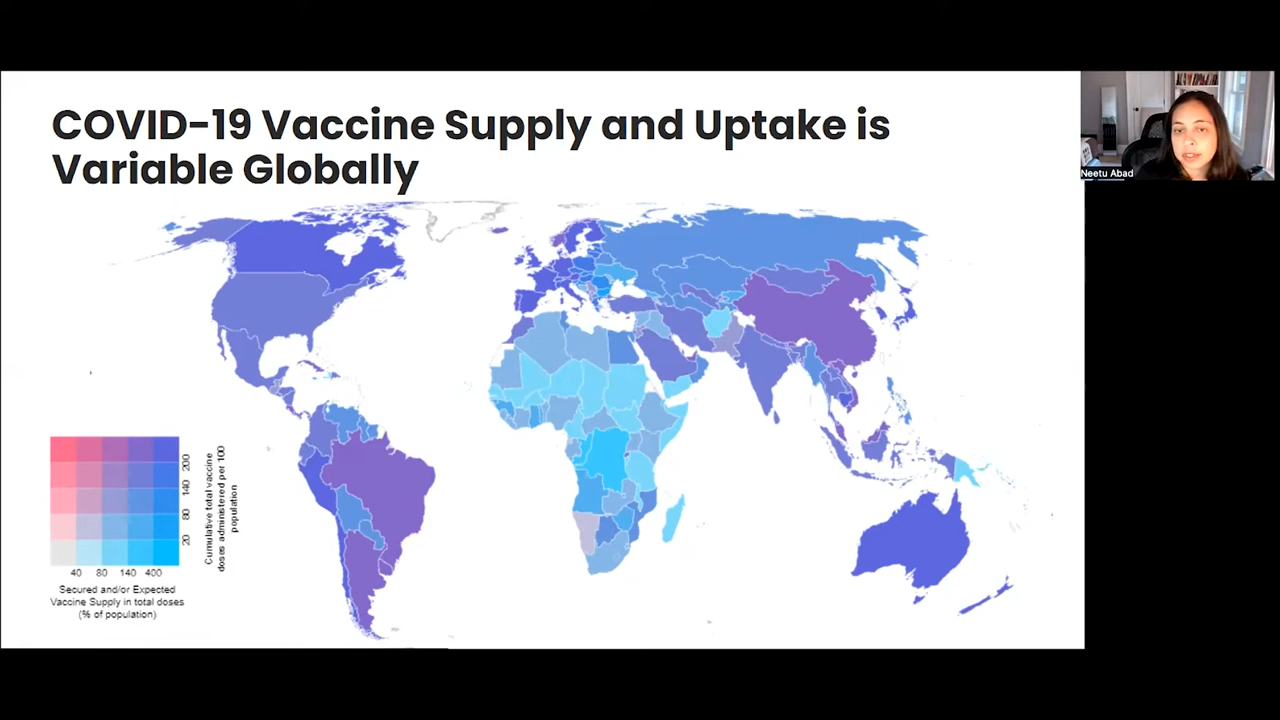 COVID-19 Vaccine Supply and Uptake is
Variable Globally
Neetu Abad
200
140
80
20
Cumulative total vaccine
doses administered per 100
population
40 80 140 400
Secured and/or Expected
Vaccine Supply in total doses
(% of population)